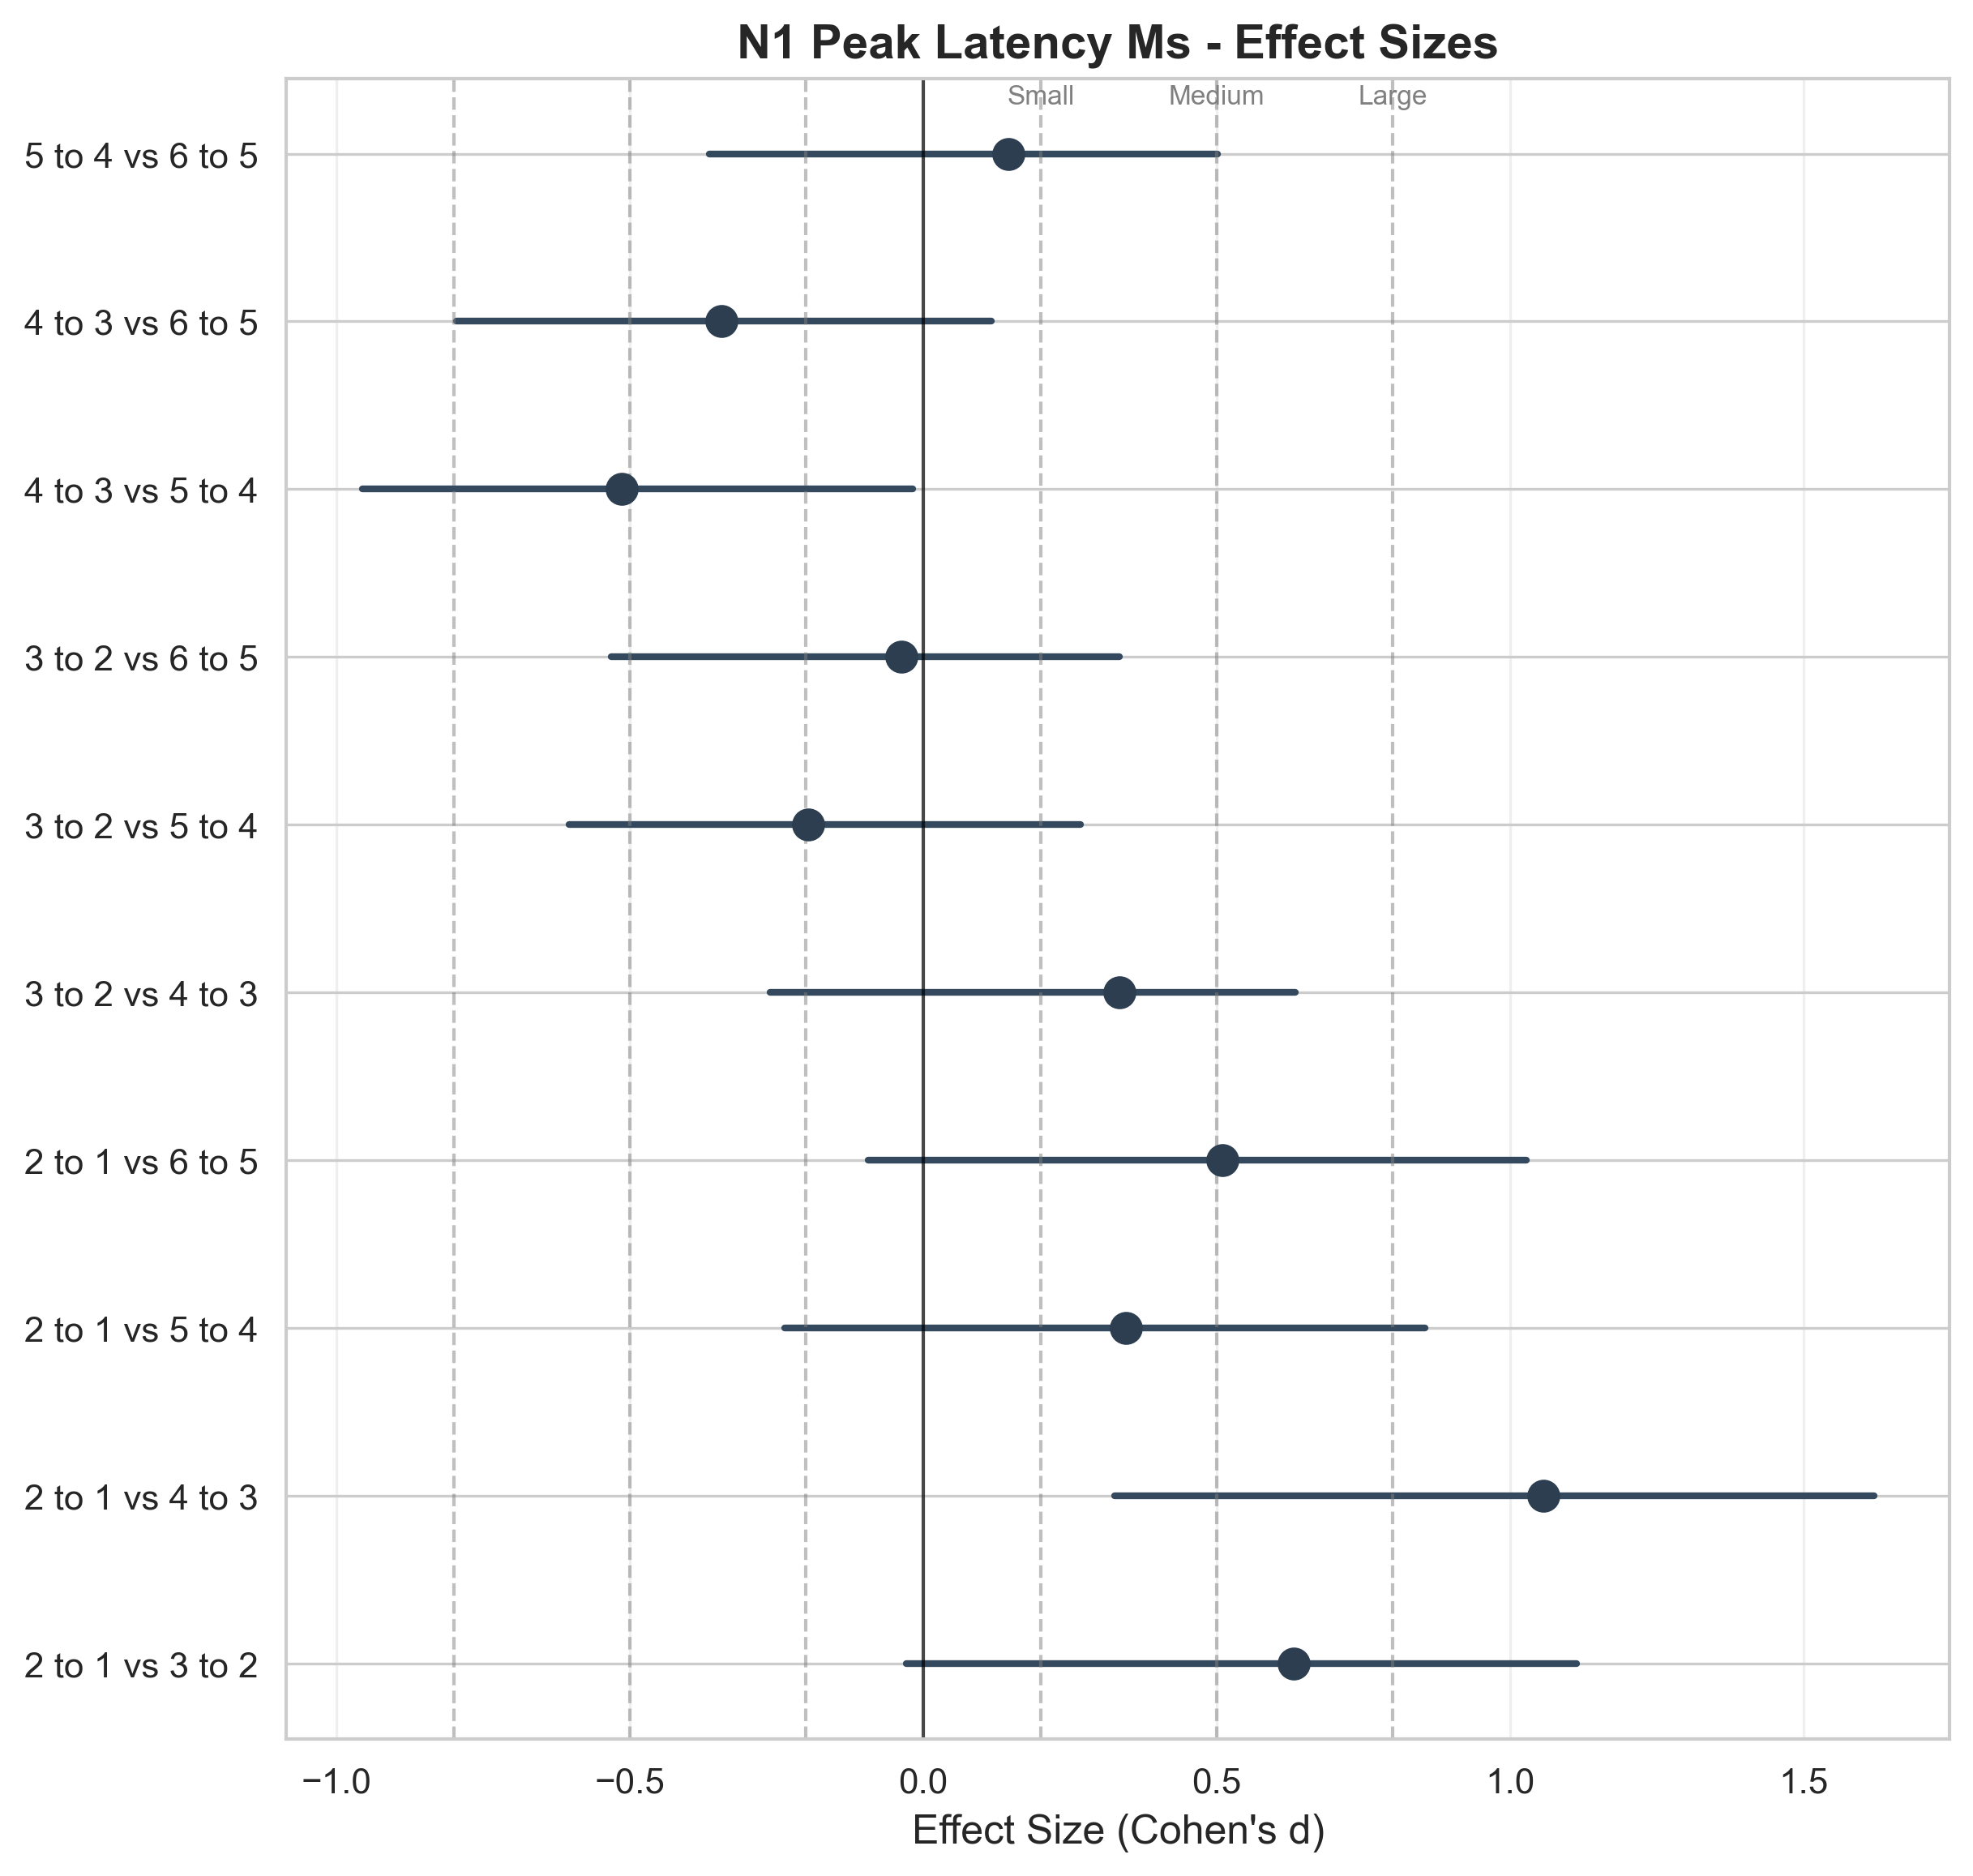 N1 Peak Latency Ms - Effect Sizes
Small Medium Large
5 to 4 vs 6 to 5
4 to 3 vs 6 to 5
4 to 3 vs 5 to 4
3 to 2 vs 6 to 5
3 to 2 vs 5 to 4
3 to 2 vs 4 to 3
2 to 1 vs 6 to 5
2 to 1 vs 5 to 4
2 to 1 vs 4 to 3
2 to 1 vs 3 to 2
−1.0 −0.5 0.0 0.5 1.0 1.5
Effect Size (Cohen's d)